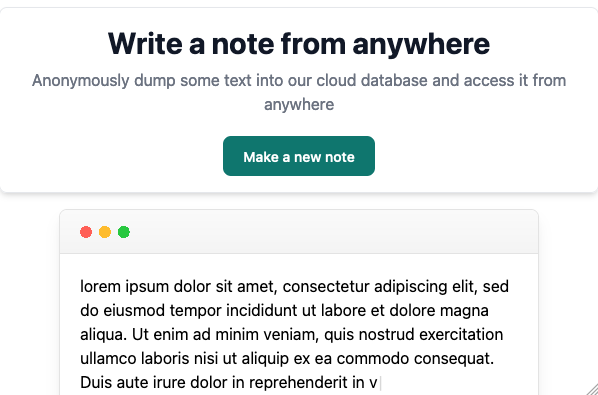 Write a note from anywhere
Anonymously dump some text into our cloud database and access it from
anywhere
Make a new note
lorem ipsum dolor sit amet, consectetur adipiscing elit, sed
do eiusmod tempor incididunt ut labore et dolore magna
aliqua. Ut enim ad minim veniam, quis nostrud exercitation
ullamco laboris nisi ut aliquip ex ea commodo consequat.
Duis aute irure dolor in reprehenderit in v